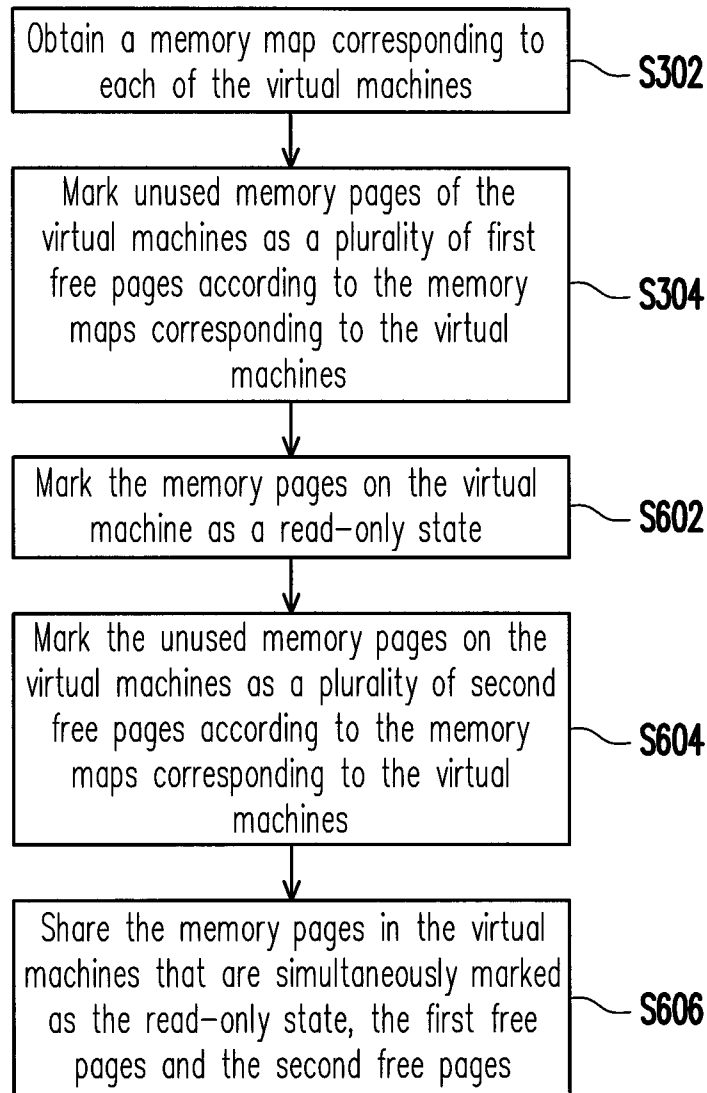 Obtain a memory map corresponding to
each of the virtual machines
S302
Mark unused memory pages of the
virtual machines as a plurality of first
free pages according to the memory
maps corresponding to the virtual
machines
S304
Mark the memory pages on the virtual
machine as a read-only state
S602
Mark the unused memory pages on the
virtual machines as a plurality of second
free pages according to the memory
maps corresponding to the virtual
machines
S604
Share the memory pages in the virtual
machines that are simultaneously marked
as the read-only state, the first free
pages and the second free pages
S606